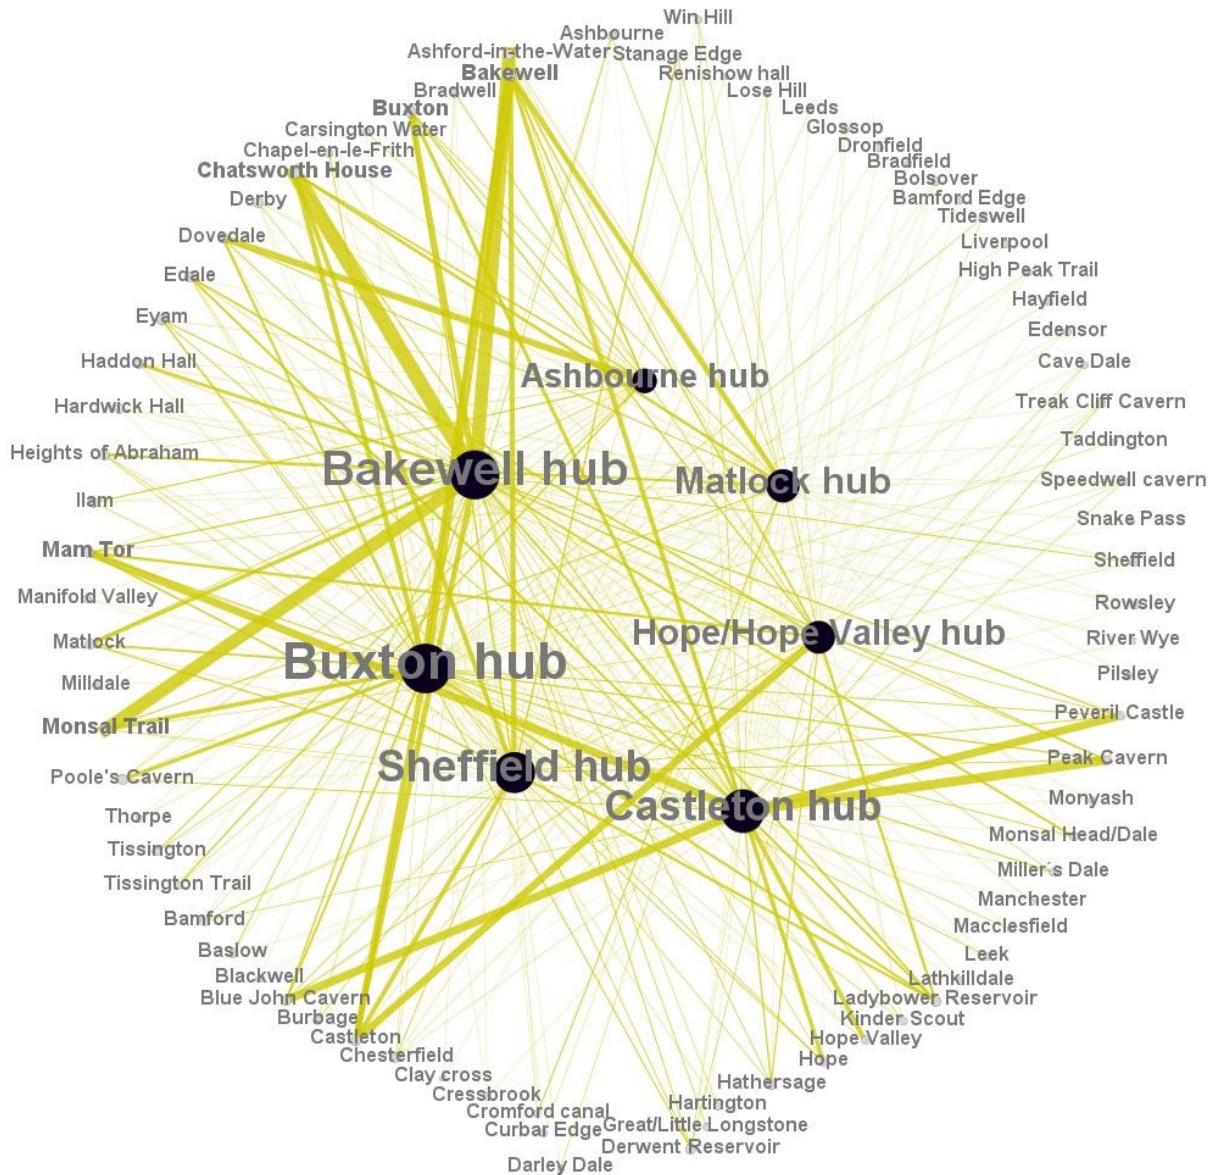 Win Hill
Ashbourne
Ashford-in-the-Water
Stanage Edge
Bakewell
Renishow hall
Bradwell
Lose Hill
Buxton
Leeds
Carsington Water
Glossop
Chapel-en-le-Frith
Dronfield
Chatsworth House
Bradfield
Derby
Bolsover
Bamford Edge
Dovedale
Tideswell
Edale
Liverpool
High Peak Trail
Eyam
Hayfield
Haddon Hall
Edensor
Cave Dale
Ashbourne hub
Hardwick Hall
Treak Cliff Cavern
Heights of Abraham
Taddington
Bakewell hub
Matlock hub
Speedwell cavern
Ilam
Snake Pass
Mam Tor
Sheffield
Manifold Valley
Rowsley
Matlock
Hope/Hope Valley hub
River Wye
Buxton hub
Milldale
Pilsley
Monsal Trail
Peveril Castle
Poole's Cavern
Sheffield hub
Peak Cavern
Thorpe
Castleton hub
Monyash
Tissington
Monsal Head/Dale
Tissington Trail
Miller´s Dale
Bamford
Manchester
Baslow
Macclesfield
Leek
Blackwell
Lathkilldale
Blue John Cavern
Ladybower Reservoir
Burbage
Kinder Scout
Castleton
Hope Valley
Chesterfield
Hope
Clay cross
Hathersage
Cressbrook
Hartington
Cromford canal
Great/Little Longstone
Curbar Edge
Derwent Reservoir
Darley Dale